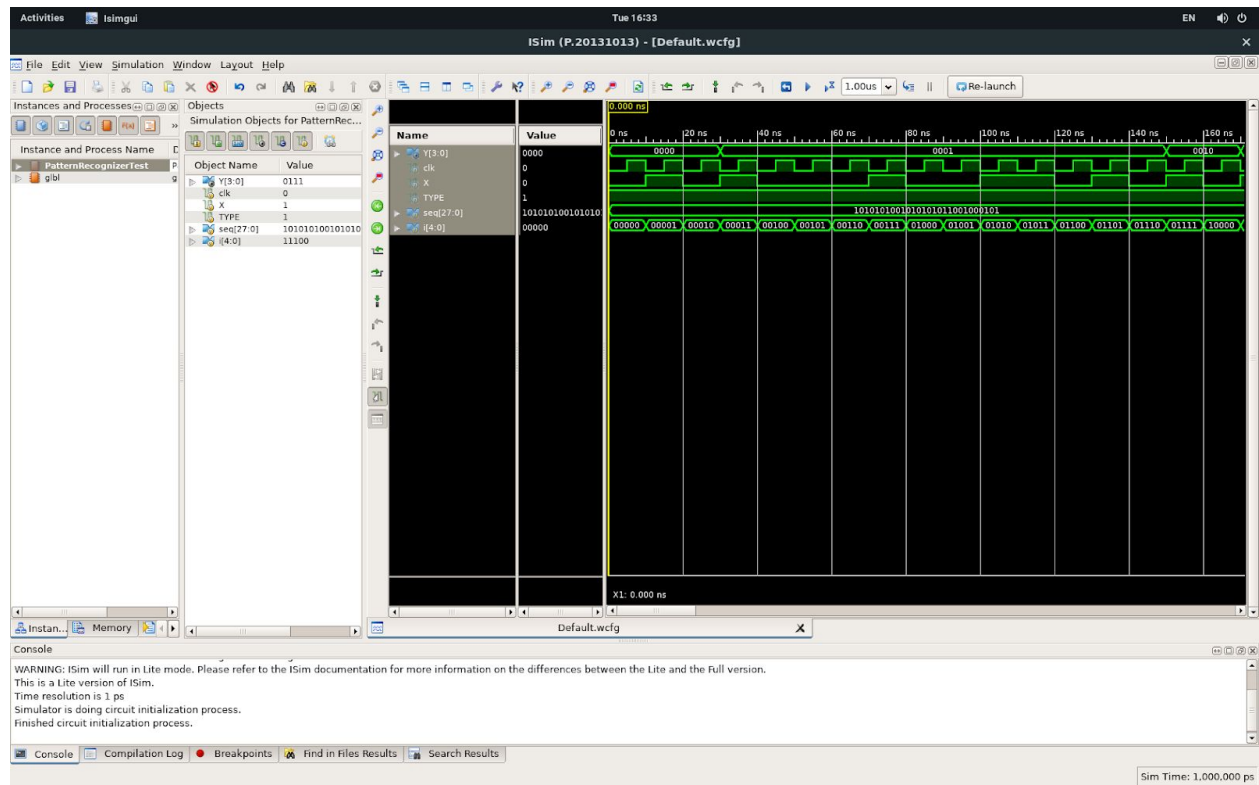 Activities Isimgui Tue 16:33 EN
ISim (P.20131013) - [Default.wcfg]
File Edit View Simulation Window Layout Help
1.00us Re-launch
Instances and Processes
Instance and Process Name
PatternRecognizerTest P
glbl g
Objects
Simulation Objects for PatternRec...
Object Name Value
Y[3:0] 0111
clk 0
X 1
TYPE 1
seq[27:0] 101010100101010
i[4:0] 11100
Name Value
Y[3:0] 0000
clk 0
X 0
TYPE 1
seq[27:0] 1010101001010101
i[4:0] 00000
0.000 ns
0 ns 20 ns 40 ns 60 ns 80 ns 100 ns 120 ns 140 ns 160 ns
0000 0001 0010
1010101001010101011001000101
00000 00001 00010 00011 00100 00101 00110 00111 01000 01001 01010 01011 01100 01101 01110 01111 10000
X1: 0.000 ns
Instan... Memory
Default.wcfg
Console
WARNING: ISim will run in Lite mode. Please refer to the ISim documentation for more information on the differences between the Lite and the Full version.
This is a Lite version of ISim.
Time resolution is 1 ps
Simulator is doing circuit initialization process.
Finished circuit initialization process.
Console Compilation Log Breakpoints Find in Files Results Search Results
Sim Time: 1,000,000 ps